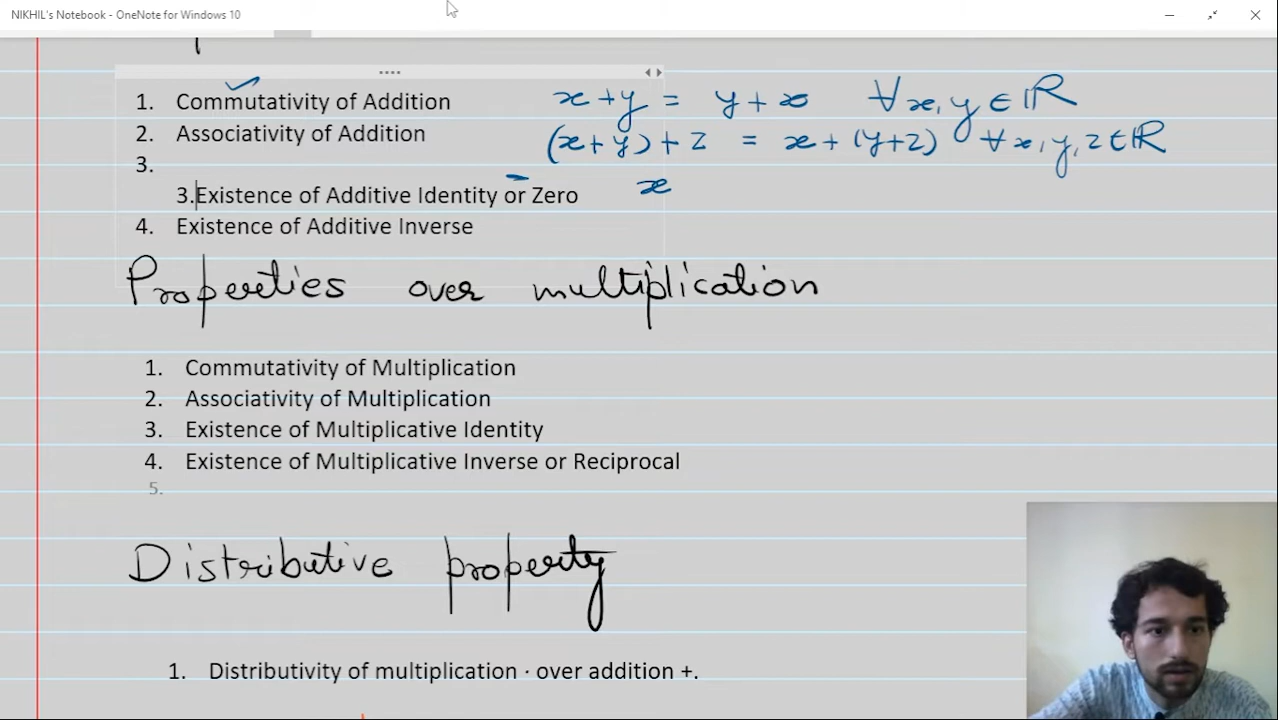 NIKHIL's Notebook - OneNote for Windows 10
1. Commutativity of Addition x + y = y + x ∀ x, y ∈ ℝ
2. Associativity of Addition (x + y) + z = x + (y + z) ∀ x, y, z ∈ ℝ
3.
3.Existence of Additive Identity or Zero x
4. Existence of Additive Inverse
Properties over multiplication
1. Commutativity of Multiplication
2. Associativity of Multiplication
3. Existence of Multiplicative Identity
4. Existence of Multiplicative Inverse or Reciprocal
5.
Distributive property
1. Distributivity of multiplication · over addition +.